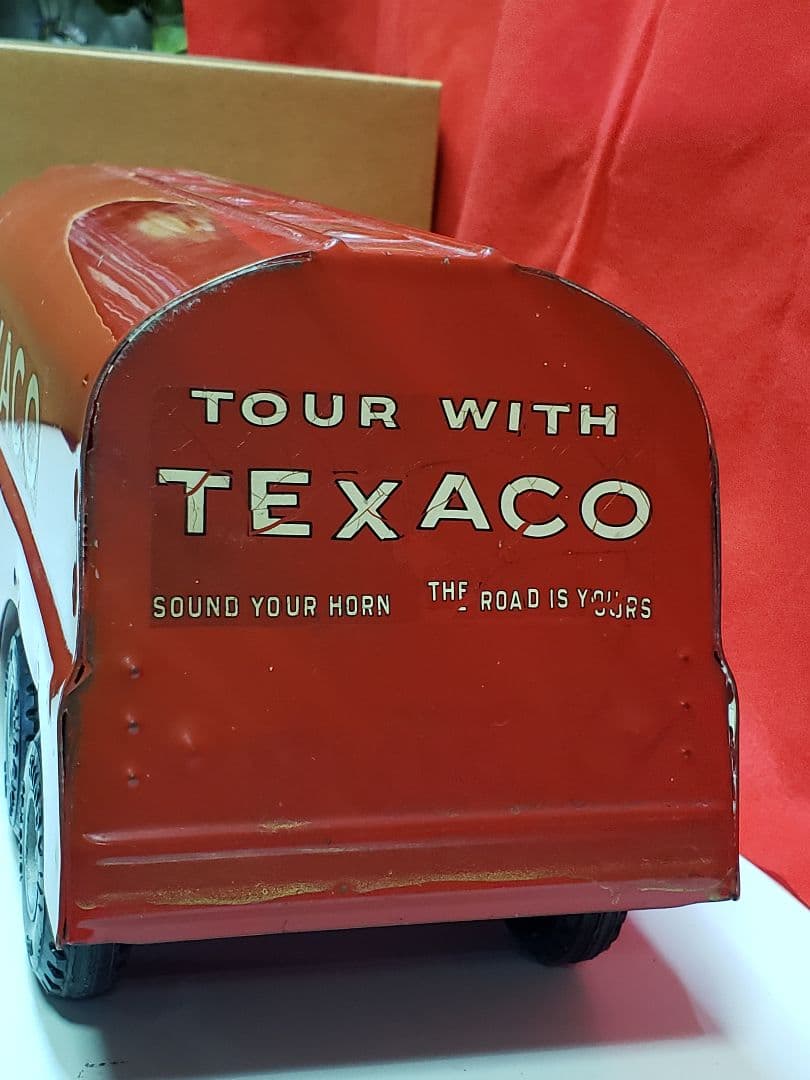 TOUR WITH
TEXACO
SOUND YOUR HORN THE ROAD IS YOURS